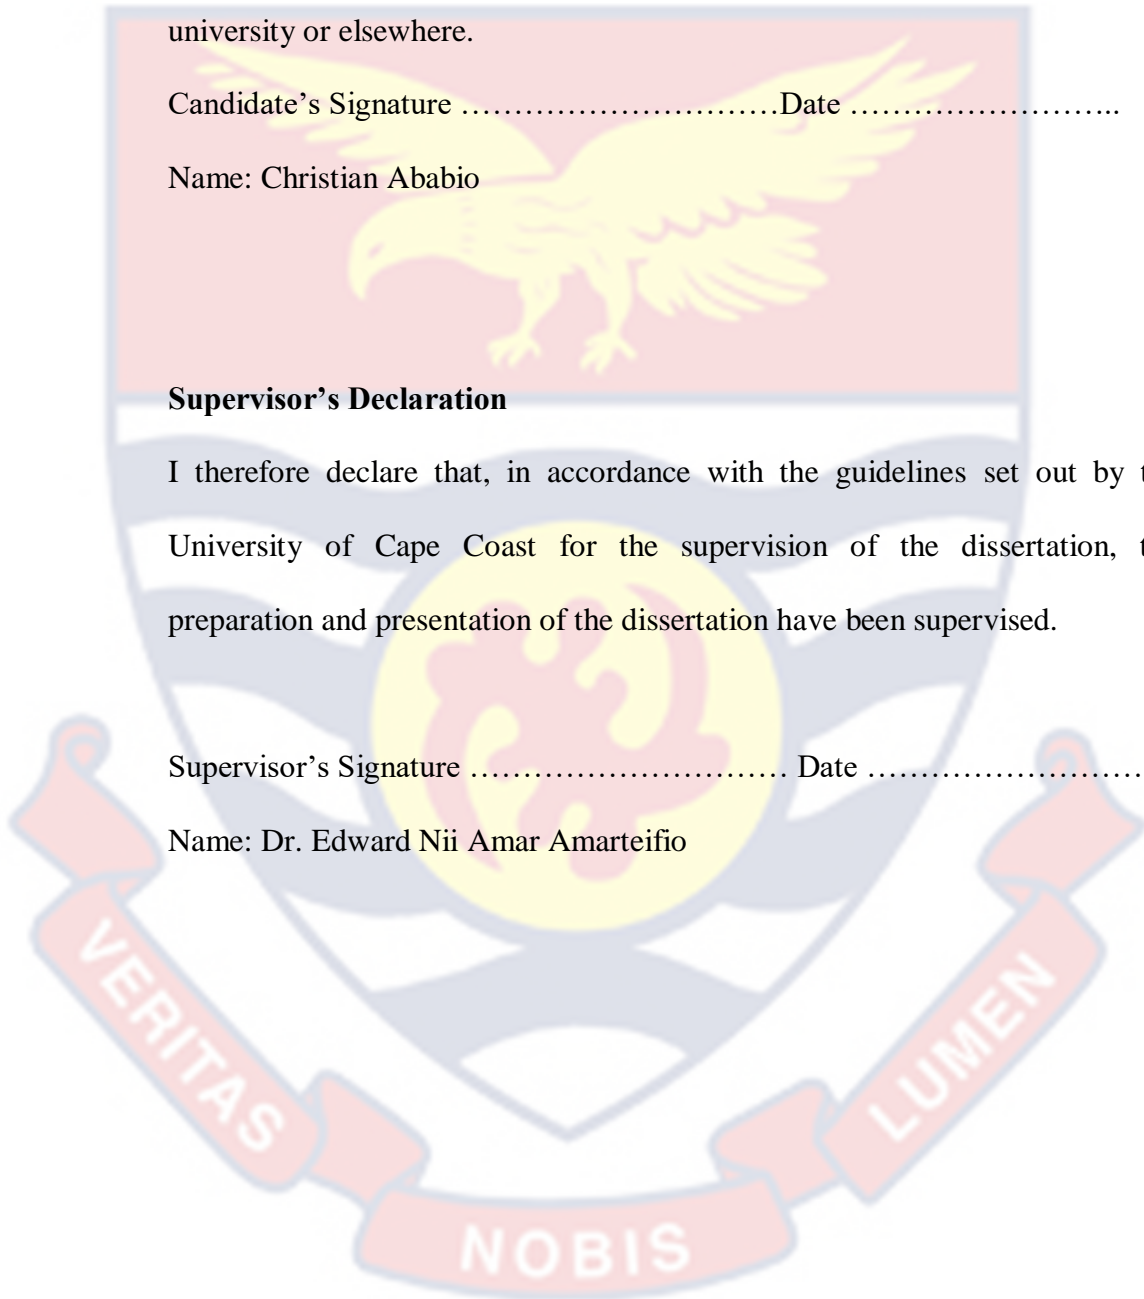 university or elsewhere.
Candidate’s Signature …………………………Date ……………………..
Name: Christian Ababio
Supervisor’s Declaration
I therefore declare that, in accordance with the guidelines set out by
University of Cape Coast for the supervision of the dissertation,
preparation and presentation of the dissertation have been supervised.
Supervisor’s Signature ………………………… Date ………………………
Name: Dr. Edward Nii Amar Amarteifio
VERITAS
NOBIS
LUMEN